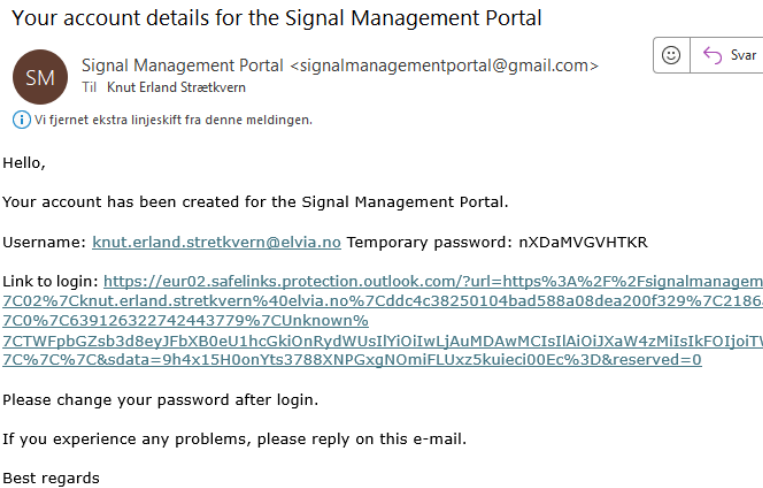 Your account details for the Signal Management Portal
SM
Signal Management Portal <signalmanagementportal@gmail.com>
Til Knut Erland Strætkvern
Svar
Vi fjernet ekstra linjeskift fra denne meldingen.
Hello,
Your account has been created for the Signal Management Portal.
Username: knut.erland.stretkvern@elvia.no Temporary password: nXDaMVGVHTKR
Link to login: https://eur02.safelinks.protection.outlook.com/?url=https%3A%2F%2Fsignalmanagem
7C02%7Cknut.erland.stretkvern%40elvia.no%7Cddc4c38250104bad588a08dea200f329%7C2186
7C0%7C639126322742443779%7CUnknown%
7CTWFpbGZsb3d8eyJFbXB0eU1hcGkiOnRydWUsIlYiOiIwLjAuMDAwMCIsIlAiOiJXaW4zMiIsIkFOIjoiTW
7C%7C%7C&sdata=9h4x15H0onYts3788XNPGxgNOmiFLUxz5kuieci00Ec%3D&reserved=0
Please change your password after login.
If you experience any problems, please reply on this e-mail.
Best regards